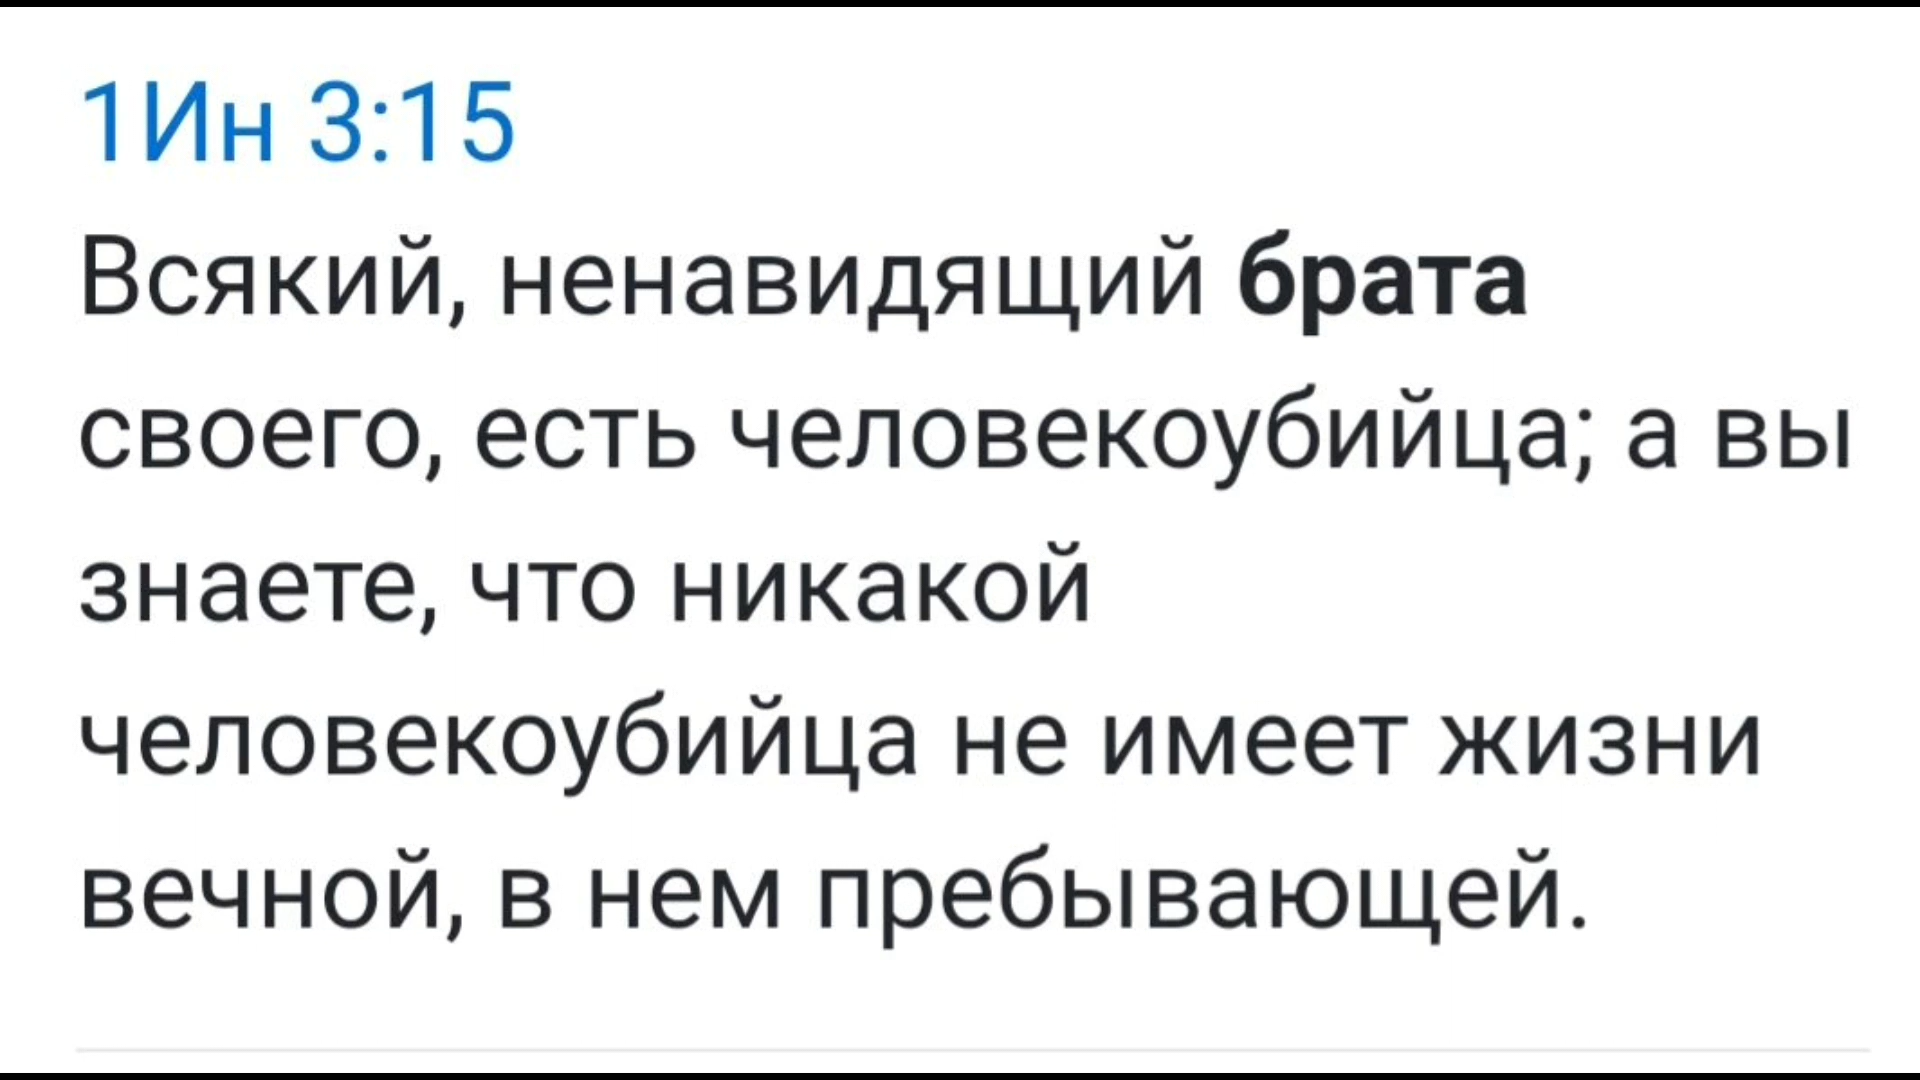 1Ин 3:15
Всякий, ненавидящий брата
своего, есть человекоубийца; а вы
знаете, что никакой
человекоубийца не имеет жизни
вечной, в нем пребывающей.